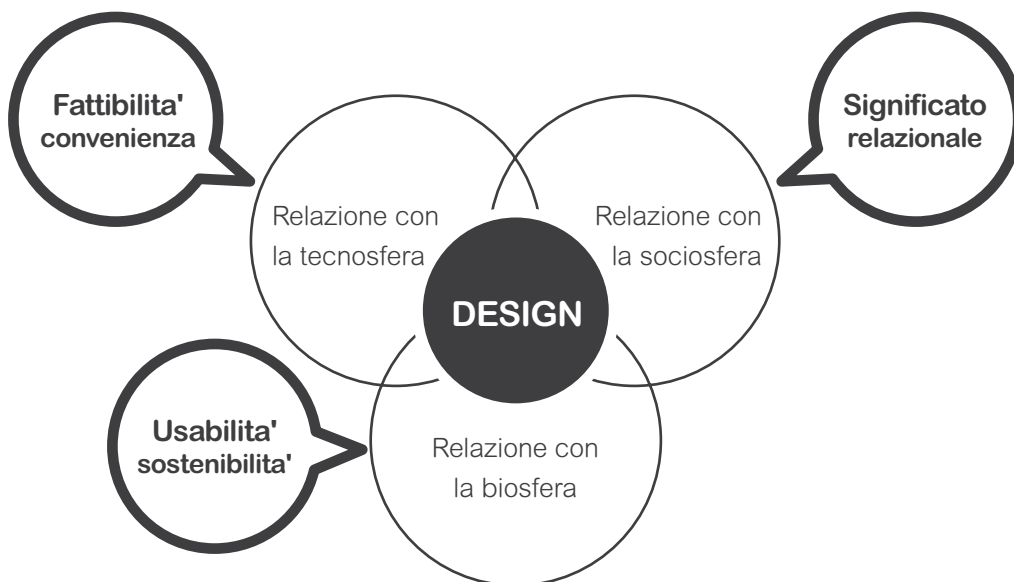 Fattibilita'
convenienza
Significato
relazionale
Relazione con
la tecnosfera
Relazione con
la sociosfera
DESIGN
Usabilita'
sostenibilita'
Relazione con
la biosfera